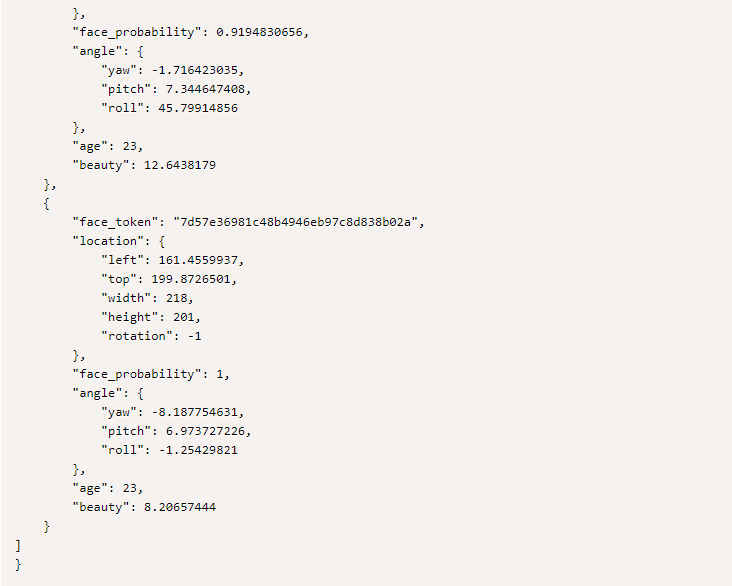 },
        "face_probability": 0.9194830656,
        "angle": {
            "yaw": -1.716423035,
            "pitch": 7.344647408,
            "roll": 45.79914856
        },
        "age": 23,
        "beauty": 12.6438179
    },
    {
        "face_token": "7d57e36981c48b4946eb97c8d838b02a",
        "location": {
            "left": 161.4559937,
            "top": 199.8726501,
            "width": 218,
            "height": 201,
            "rotation": -1
        },
        "face_probability": 1,
        "angle": {
            "yaw": -8.187754631,
            "pitch": 6.973727226,
            "roll": -1.25429821
        },
        "age": 23,
        "beauty": 8.20657444
    }
]
}